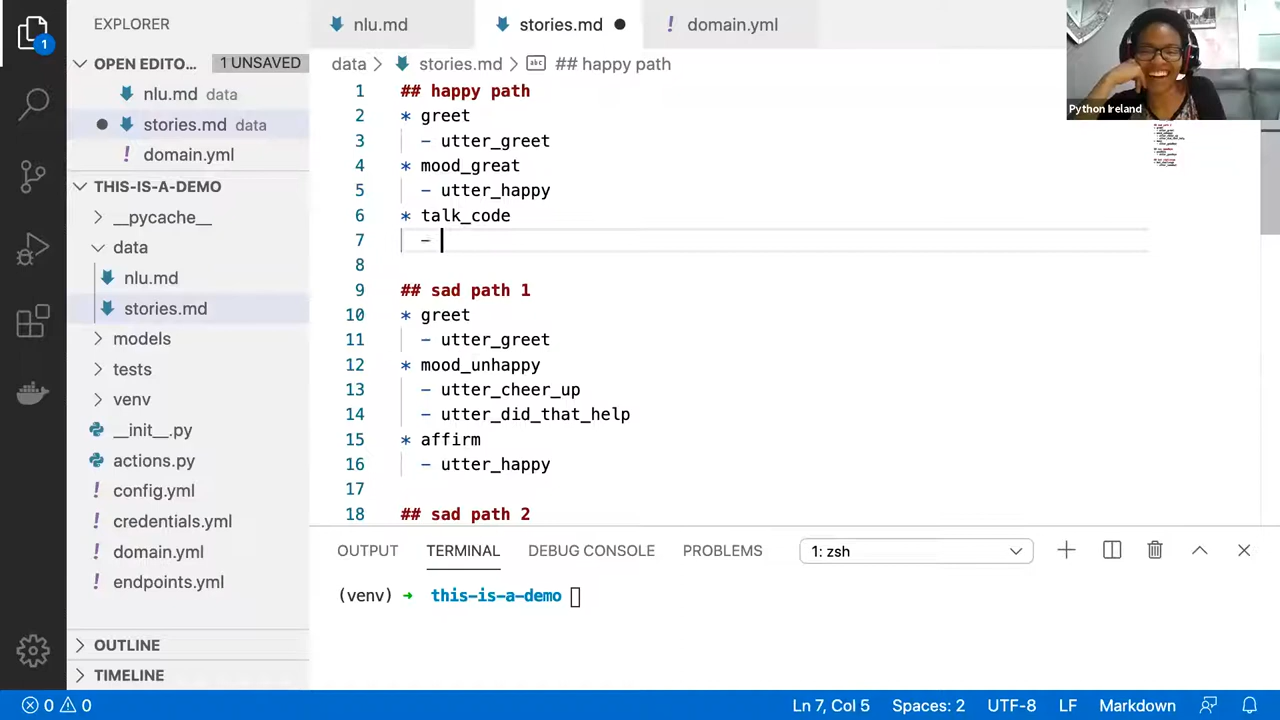 EXPLORER
nlu.md
stories.md
domain.yml
OPEN EDITO...
1 UNSAVED
nlu.md data
stories.md data
domain.yml
THIS-IS-A-DEMO
__pycache__
data
nlu.md
stories.md
models
tests
venv
__init__.py
actions.py
config.yml
credentials.yml
domain.yml
endpoints.yml
OUTLINE
TIMELINE
data > stories.md > ## happy path
1 ## happy path
2 * greet
3 - utter_greet
4 * mood_great
5 - utter_happy
6 * talk_code
7 -
8
9 ## sad path 1
10 * greet
11 - utter_greet
12 * mood_unhappy
13 - utter_cheer_up
14 - utter_did_that_help
15 * affirm
16 - utter_happy
17
18 ## sad path 2
Python Ireland
OUTPUT TERMINAL DEBUG CONSOLE PROBLEMS 1: zsh
(venv) → this-is-a-demo
0 0 Ln 7, Col 5 Spaces: 2 UTF-8 LF Markdown
1